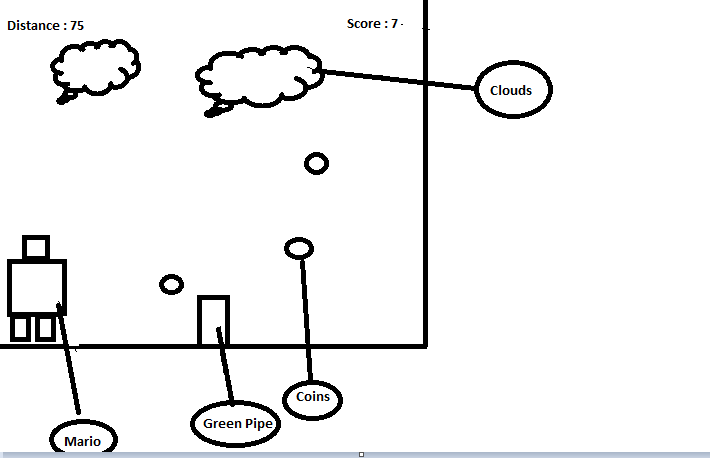 Distance : 75
Score : 7
Clouds
Coins
Green Pipe
Mario